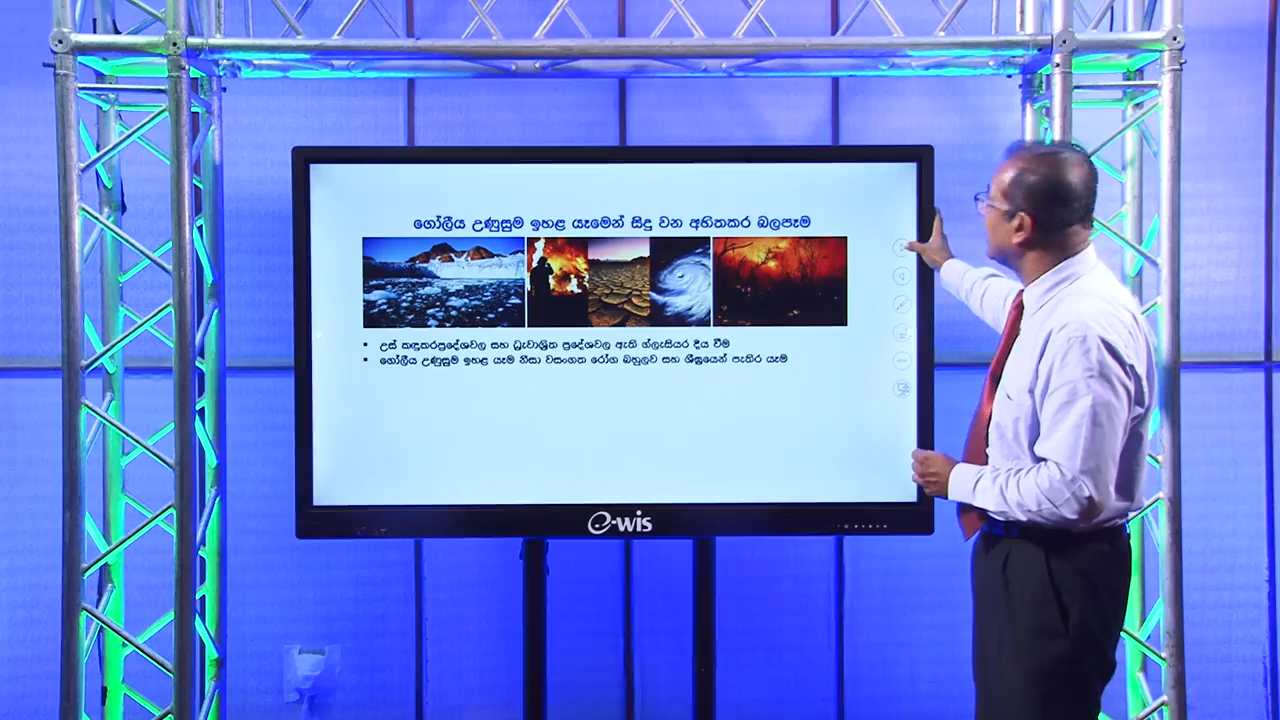 ගෝලීය උණුසුම ඉහළ යෑමෙන් සිදු වන අහිතකර බලපෑම
▪ උස් කඳුකරප්‍රදේශවල සහ ධ්‍රැවාශ්‍රිත ප්‍රදේශවල ඇති ග්ලැසියර දිය වීම
▪ ගෝලීය උණුසුම ඉහළ යෑම නිසා වසංගත රෝග බහුලව සහ ශීඝ්‍රයෙන් පැතිර යෑම
e-wis